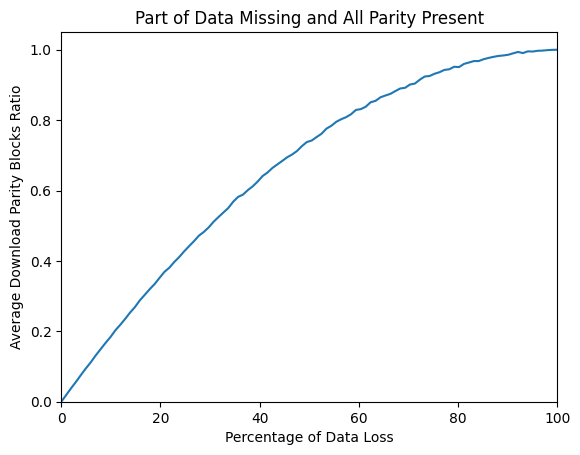 Part of Data Missing and All Parity Present
1.0
0.8
0.6
0.4
0.2
0.0
Average Download Parity Blocks Ratio
0 20 40 60 80 100
Percentage of Data Loss